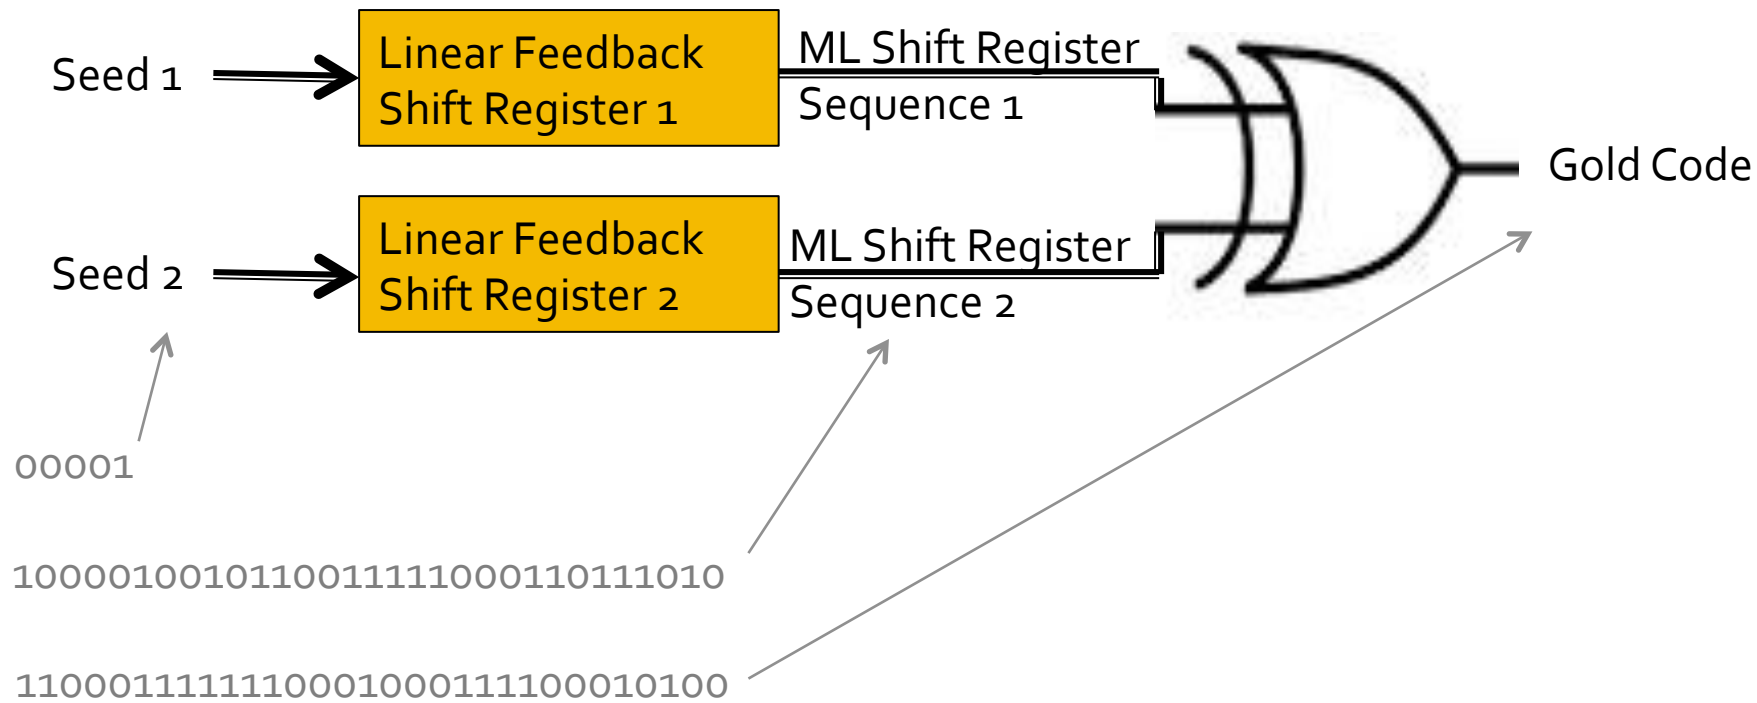 Linear Feedback
Shift Register 1
ML Shift Register
Sequence 1
Seed 1
Gold Code
Linear Feedback
Shift Register 2
ML Shift Register
Sequence 2
Seed 2
00001
1000010010110011111000110111010
1100011111110001000111100010100